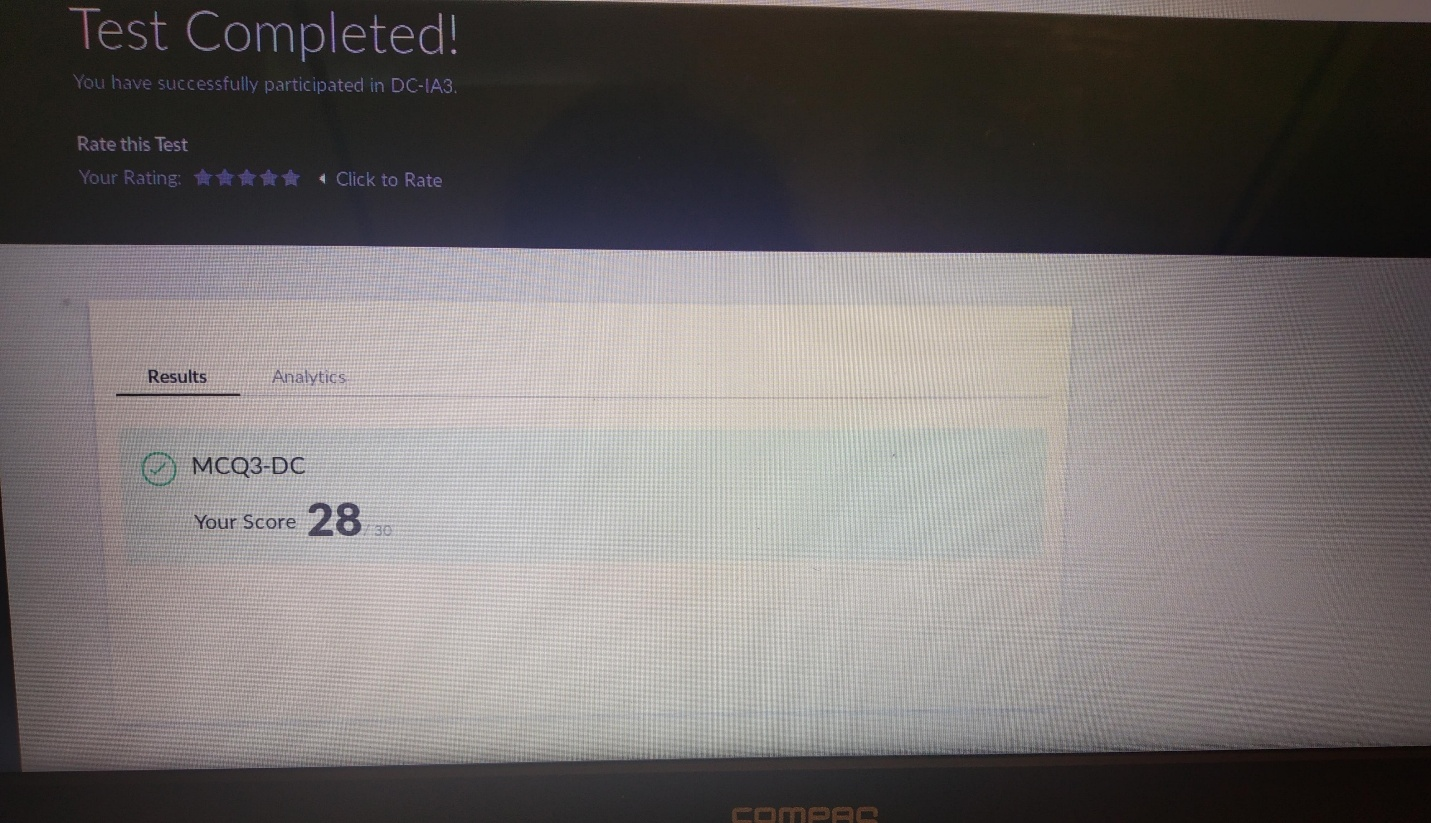 Test Completed!
You have successfully participated in DC-IA3.
Rate this Test
Your Rating: Click to Rate
Results Analytics
MCQ3-DC
Your Score 28 / 30
COMPAQ